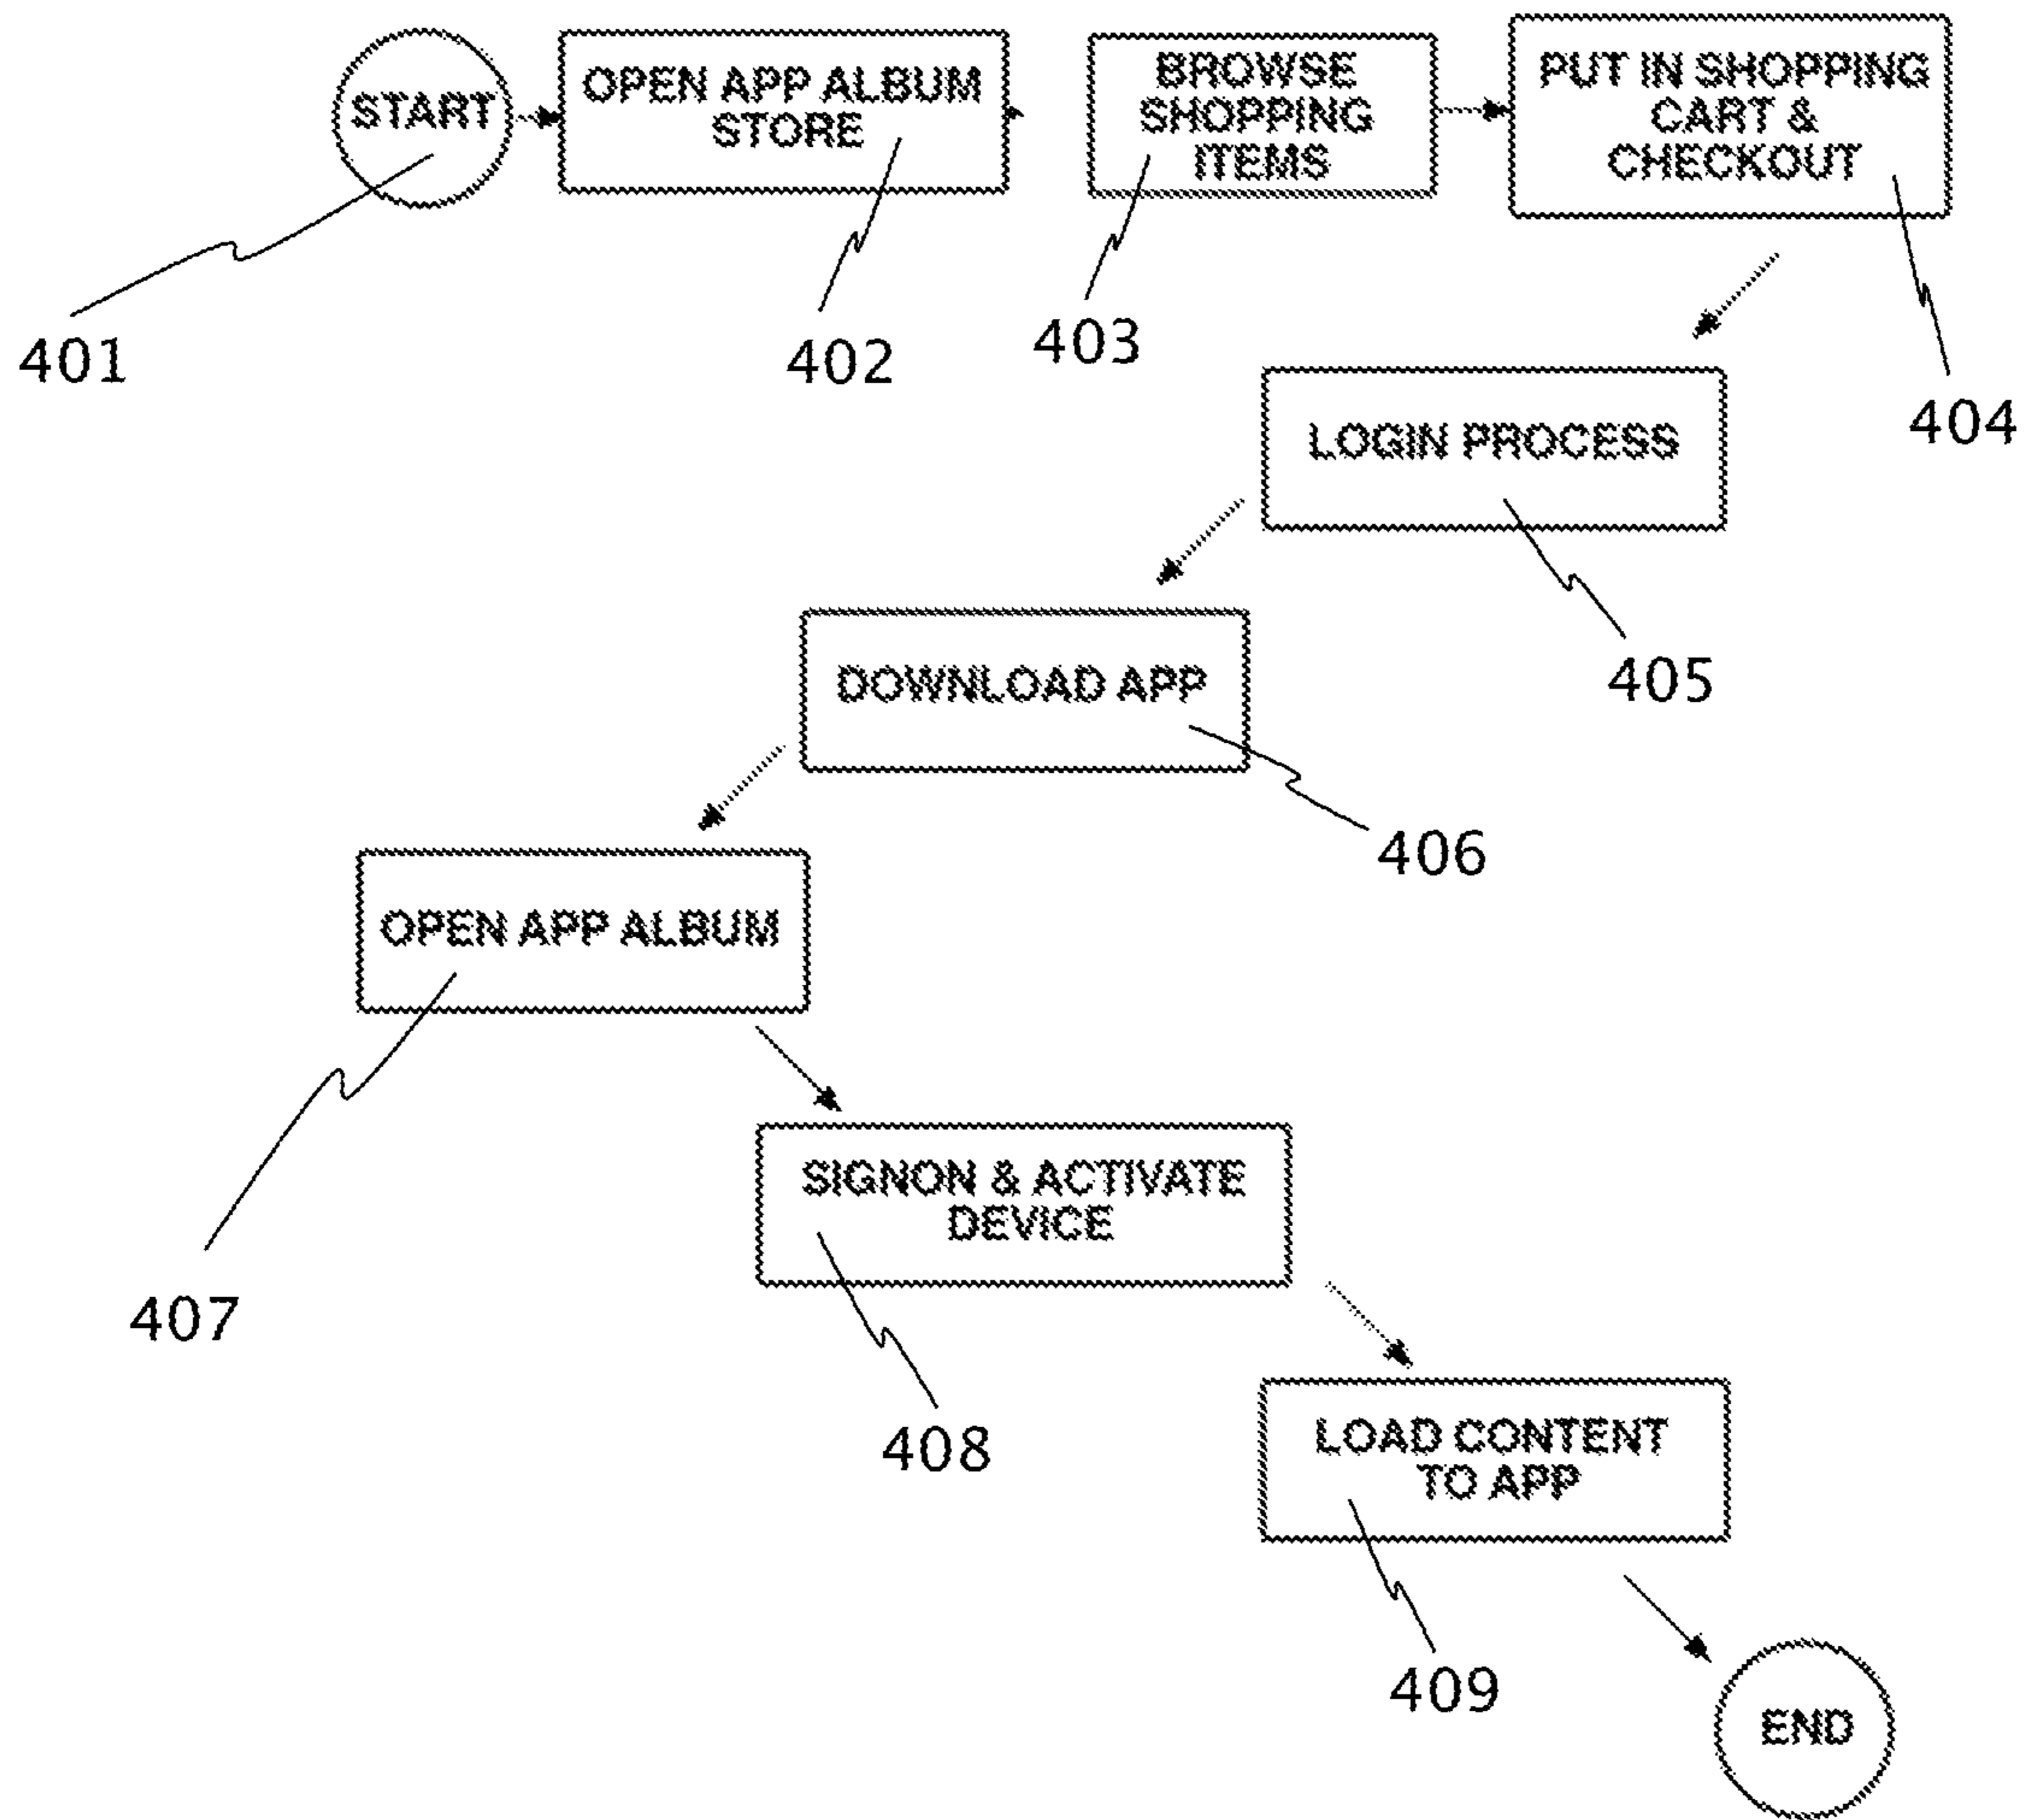 START
OPEN APP ALBUM
STORE
BROWSE
SHOPPING
ITEMS
PUT IN SHOPPING
CART &
CHECKOUT
401
402
403
404
LOGIN PROCESS
405
DOWNLOAD APP
406
OPEN APP ALBUM
407
SIGNON & ACTIVATE
DEVICE
408
LOAD CONTENT
TO APP
409
END